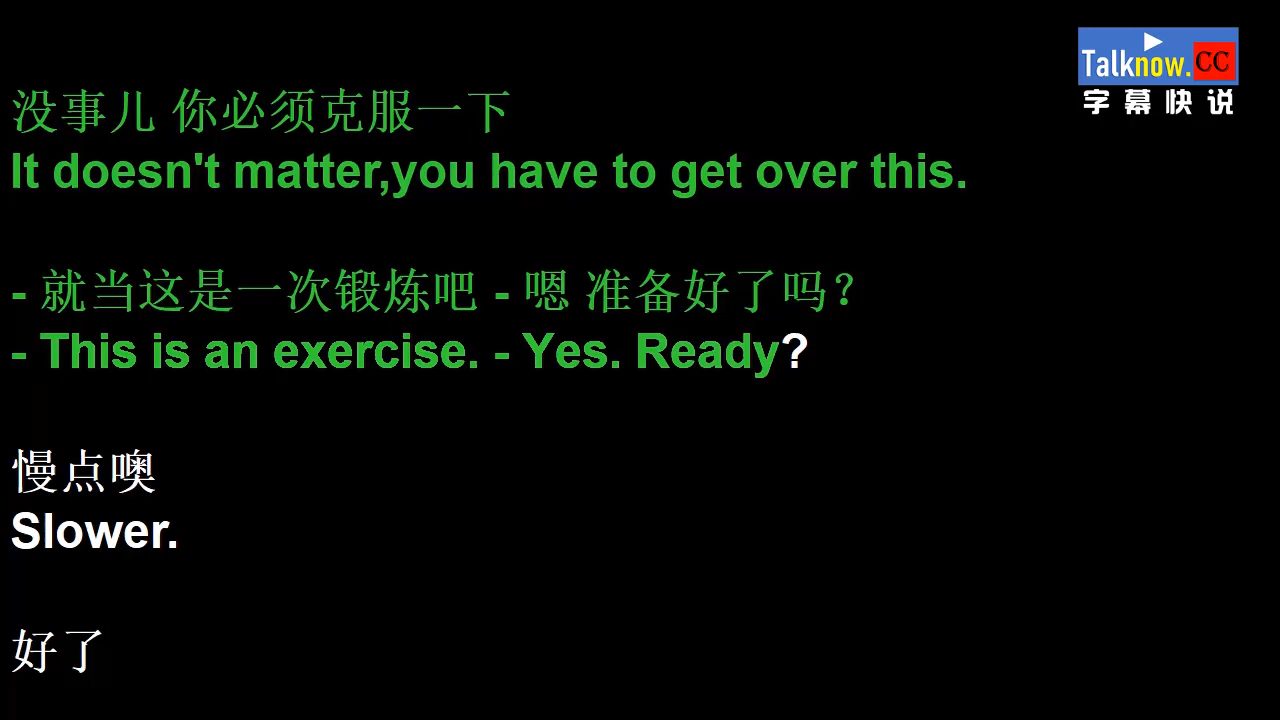 Talknow.CC
字幕快说
没事儿 你必须克服一下
It doesn't matter,you have to get over this.
- 就当这是一次锻炼吧 - 嗯 准备好了吗？
- This is an exercise. - Yes. Ready?
慢点噢
Slower.
好了